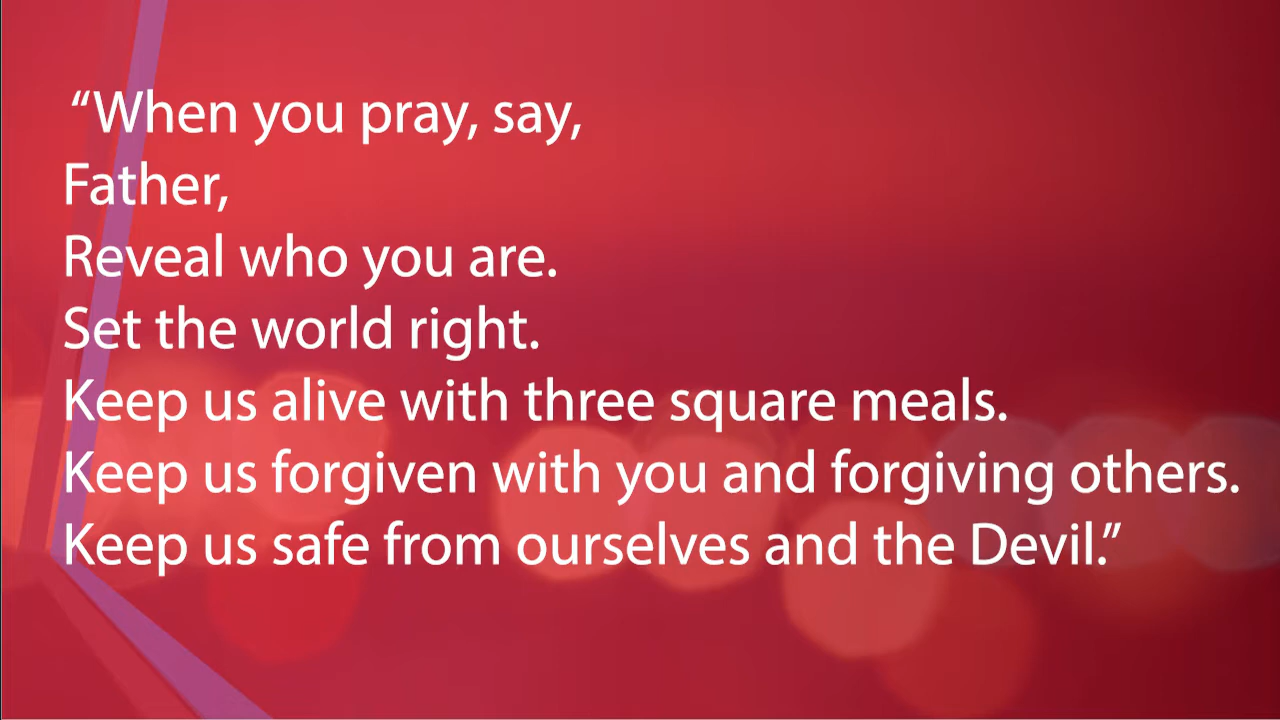 “When you pray, say,
Father,
Reveal who you are.
Set the world right.
Keep us alive with three square meals.
Keep us forgiven with you and forgiving others.
Keep us safe from ourselves and the Devil.”